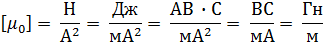 [μ₀] = Н/А² = Дж/мА² = АВ · С/мА² = ВС/мА = Гн/м